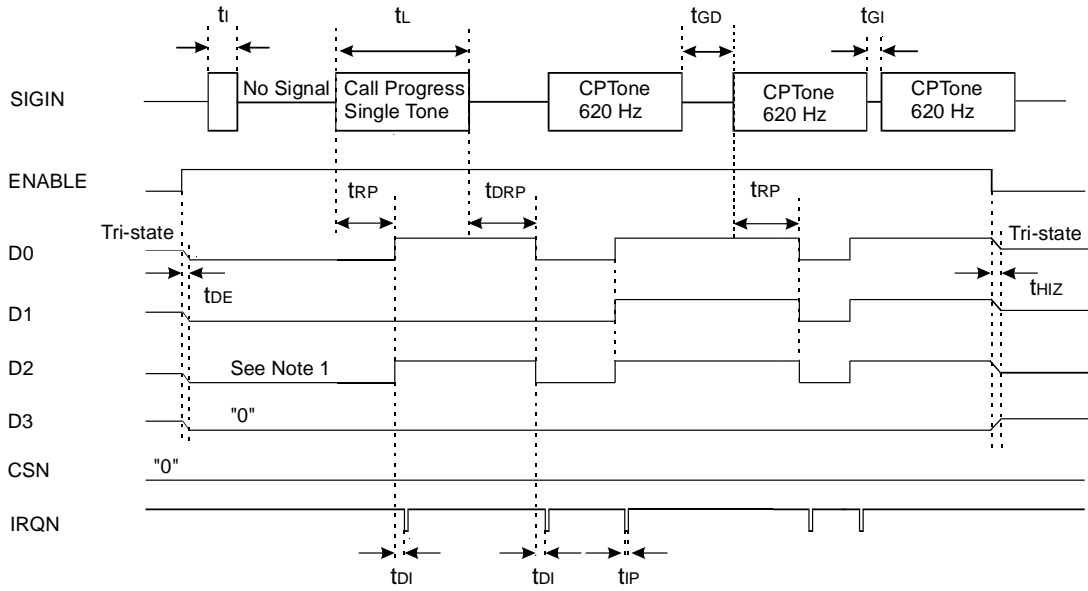 tI
tL
tGD
tGI
SIGIN
No Signal
Call Progress
Single Tone
CPTone
620 Hz
CPTone
620 Hz
CPTone
620 Hz
ENABLE
tRP
tDRP
tRP
Tri-state
Tri-state
D0
tDE
tHIZ
D1
D2
See Note 1
D3
"0"
CSN
"0"
IRQN
tDI
tDI
tIP